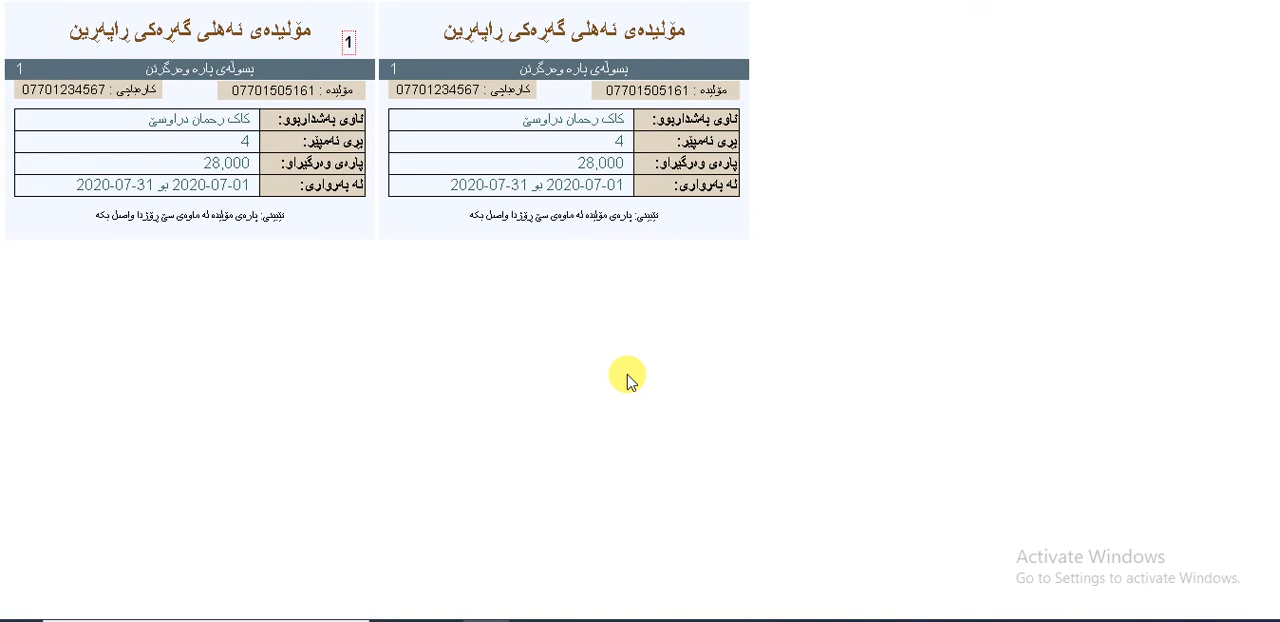 مۆلیدەی ئەهلی گەڕەکی ڕاپەڕین
1
پسوڵەی پارە وەرگرتن
1
مۆلیدە : 07701505161
کارەباچی : 07701234567
ناوی بەشداربوو: کاک رحمان دراوسێ
بڕی ئەمپێر: 4
پارەی وەرگیراو: 28,000
لە بەرواری: 2020-07-01 بۆ 2020-07-31
تێبینی: پارەی مۆلیدە لە ماوەی سێ ڕۆژدا واصل بکە
مۆلیدەی ئەهلی گەڕەکی ڕاپەڕین
پسوڵەی پارە وەرگرتن
1
مۆلیدە : 07701505161
کارەباچی : 07701234567
ناوی بەشداربوو: کاک رحمان دراوسێ
بڕی ئەمپێر: 4
پارەی وەرگیراو: 28,000
لە بەرواری: 2020-07-01 بۆ 2020-07-31
تێبینی: پارەی مۆلیدە لە ماوەی سێ ڕۆژدا واصل بکە
Activate Windows
Go to Settings to activate Windows.